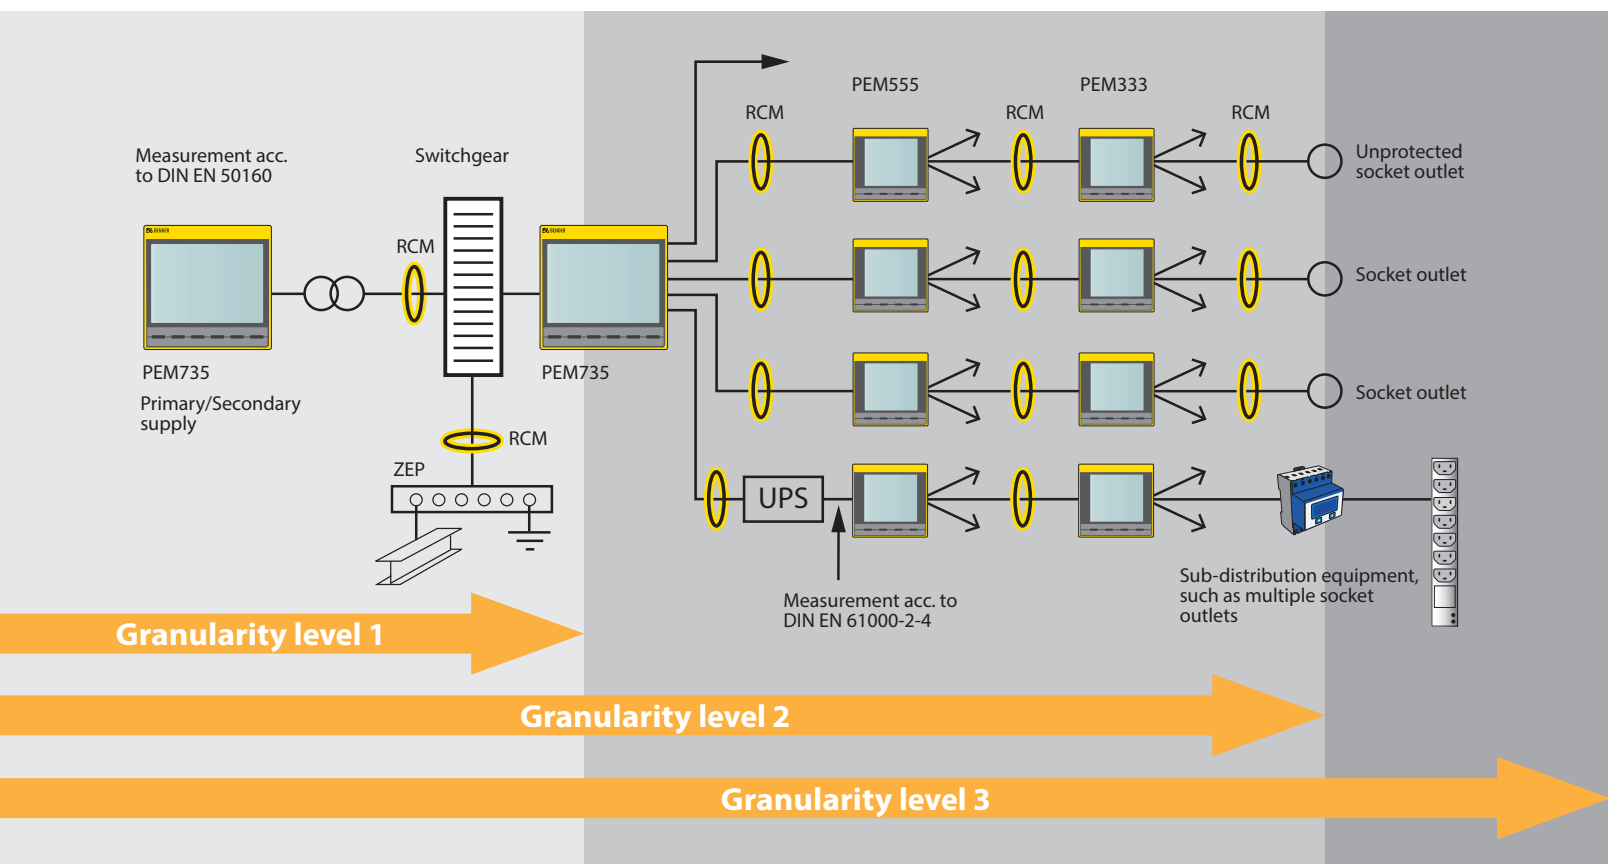 PEM555
PEM333
RCM
RCM
RCM
Measurement acc.
to DIN EN 50160
Switchgear
Unprotected
socket outlet
BENDER
BENDER
RCM
Socket outlet
PEM735
PEM735
Primary/Secondary
supply
Socket outlet
RCM
ZEP
UPS
Measurement acc. to
DIN EN 61000-2-4
Sub-distribution equipment,
such as multiple socket
outlets
Granularity level 1
Granularity level 2
Granularity level 3